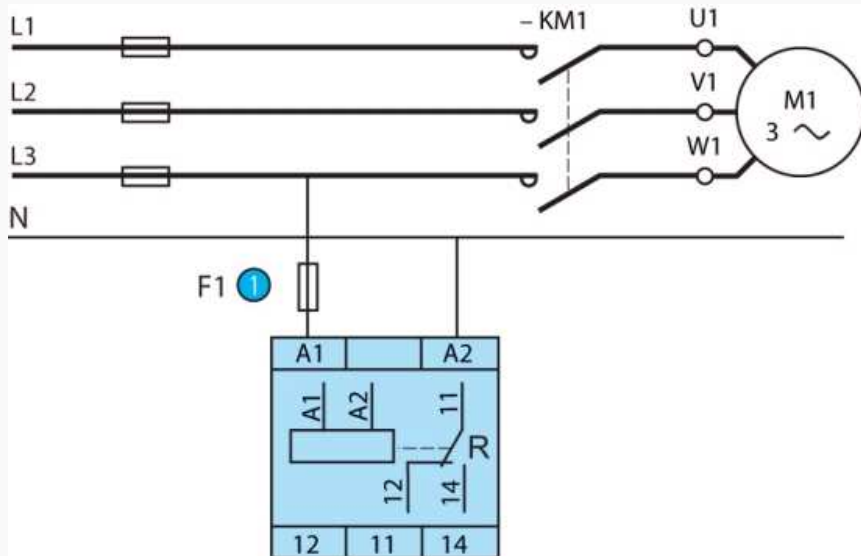 L1
– KM1
U1
L2
V1
M1
3
L3
W1
N
F1 1
A1 A2
A1 A2 11
R
12 14
12 11 14